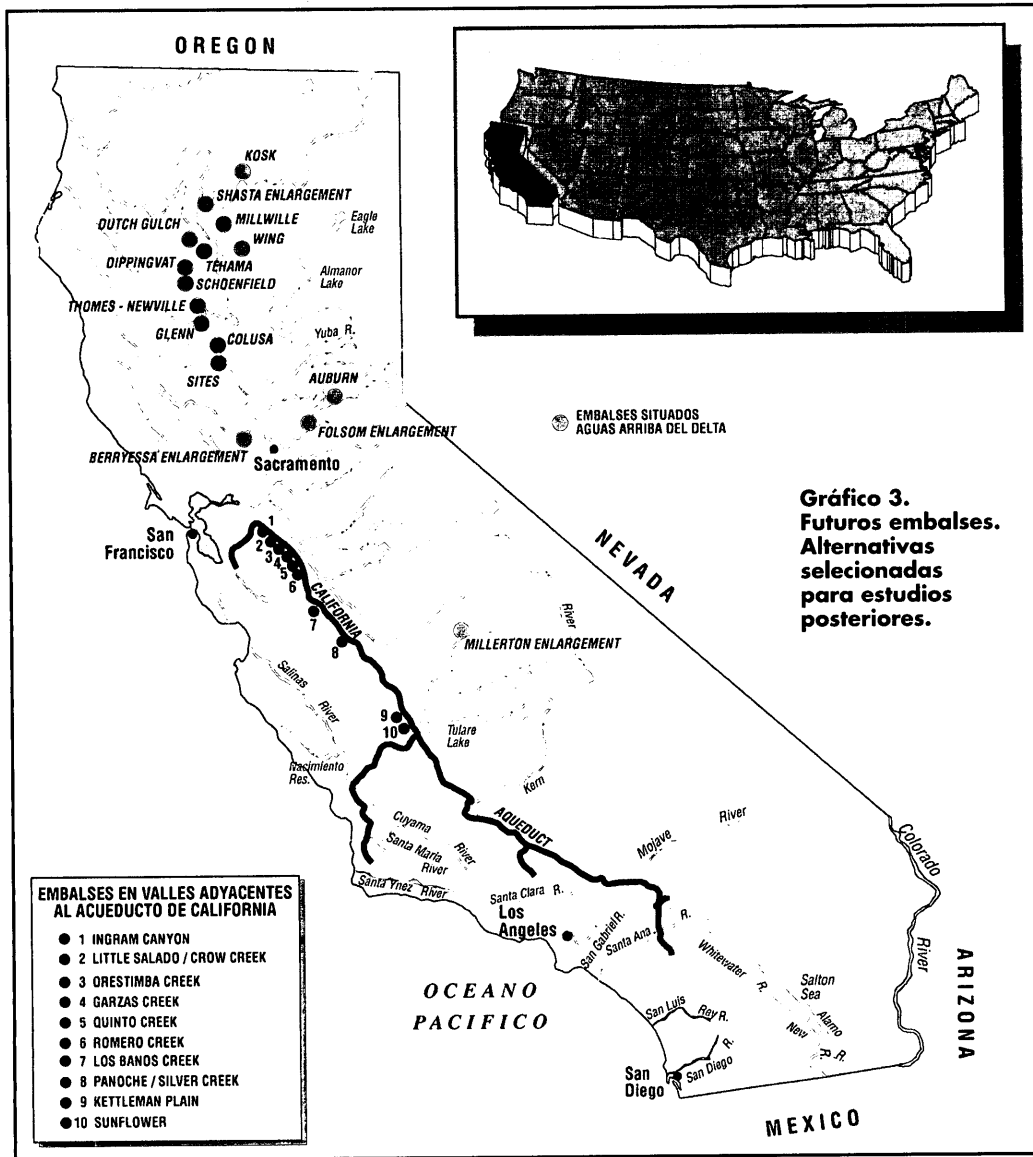 OREGON
KOSK
SHASTA ENLARGEMENT
MILLWILLE
DUTCH GULCH
WING
Eagle
Lake
TEHAMA
DIPPINGVAT
SCHOENFIELD
Almanor
Lake
THOMES - NEWVILLE
GLENN
COLUSA
Yuba R.
SITES
AUBURN
FOLSOM ENLARGEMENT
BERRYESSA ENLARGEMENT
Sacramento
EMBALSES SITUADOS
AGUAS ARRIBA DEL DELTA
San
Francisco
1
2
3
4
5
6
7
8
9
10
NEVADA
Gráfico 3.
Futuros embalses.
Alternativas
selecionadas
para estudios
posteriores.
CALIFORNIA
River
MILLERTON ENLARGEMENT
Salinas
River
Tulare
Lake
Nacimiento
Res.
Kern
AQUEDUCT
Cuyama
River
Santa Maria
River
Santa Ynez River
Mojave River
Santa Clara R.
Los
Angeles
San Gabriel R.
Santa Ana R.
Whitewater R.
Salton
Sea
Alamo R.
New R.
Colorado
River
ARIZONA
OCEANO
PACIFICO
San Luis
Rey R.
San Diego R.
San
Diego
MEXICO
EMBALSES EN VALLES ADYACENTES
AL ACUEDUCTO DE CALIFORNIA
1 INGRAM CANYON
2 LITTLE SALADO / CROW CREEK
3 ORESTIMBA CREEK
4 GARZAS CREEK
5 QUINTO CREEK
6 ROMERO CREEK
7 LOS BANOS CREEK
8 PANOCHE / SILVER CREEK
9 KETTLEMAN PLAIN
10 SUNFLOWER